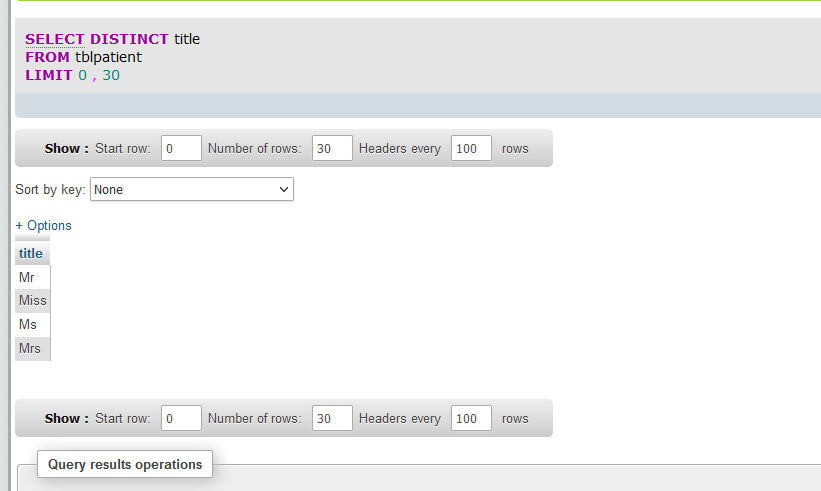 SELECT DISTINCT title
FROM tblpatient
LIMIT 0 , 30
Show : Start row: 0 Number of rows: 30 Headers every 100 rows
Sort by key: None
+ Options
title
Mr
Miss
Ms
Mrs
Show : Start row: 0 Number of rows: 30 Headers every 100 rows
Query results operations